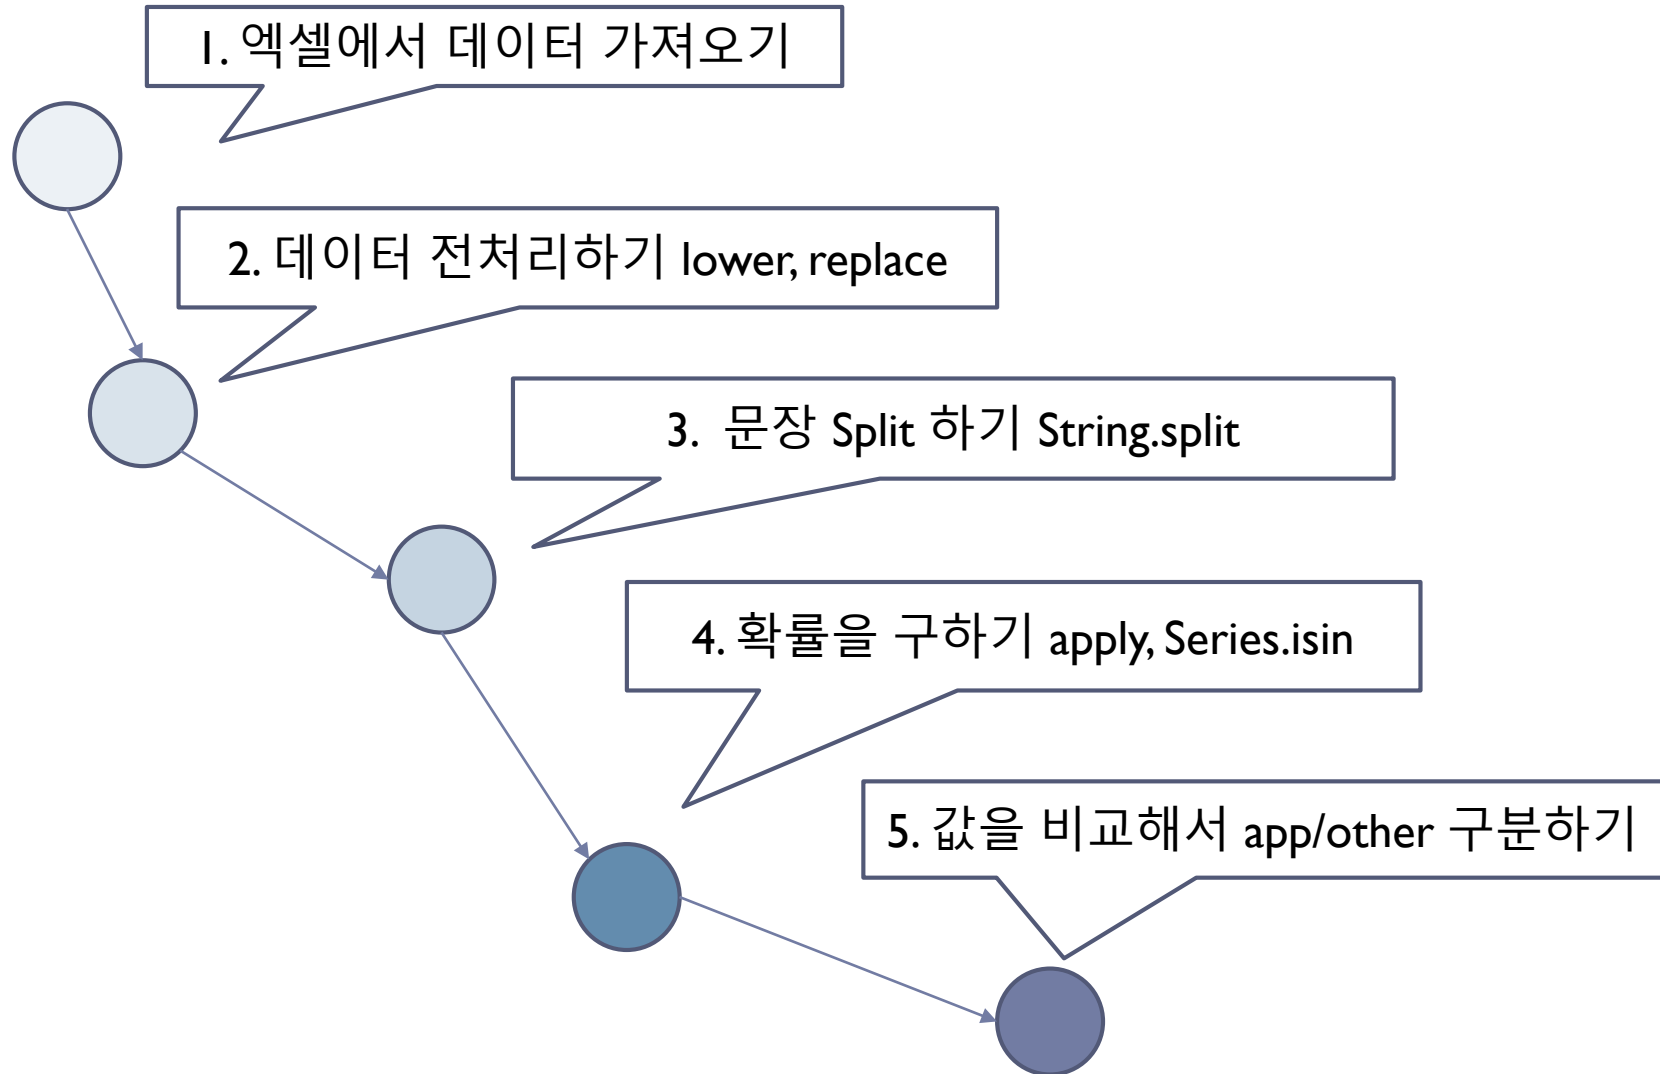 1. 엑셀에서 데이터 가져오기
2. 데이터 전처리하기 lower, replace
3. 문장 Split 하기 String.split
4. 확률을 구하기 apply, Series.isin
5. 값을 비교해서 app/other 구분하기